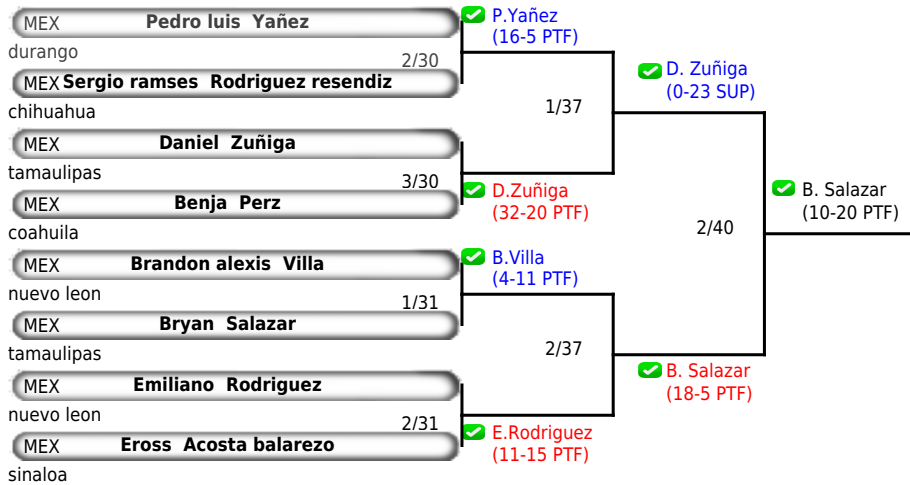 MEX Pedro luis Yañez
durango
2/30
MEX Sergio ramses Rodriguez resendiz
chihuahua
MEX Daniel Zuñiga
tamaulipas
3/30
MEX Benja Perz
coahuila
MEX Brandon alexis Villa
nuevo leon
1/31
MEX Bryan Salazar
tamaulipas
MEX Emiliano Rodriguez
nuevo leon
2/31
MEX Eross Acosta balarezo
sinaloa
P.Yañez
(16-5 PTF)
1/37
D.Zuñiga
(32-20 PTF)
B.Villa
(4-11 PTF)
2/37
E.Rodriguez
(11-15 PTF)
D. Zuñiga
(0-23 SUP)
2/40
B. Salazar
(18-5 PTF)
B. Salazar
(10-20 PTF)